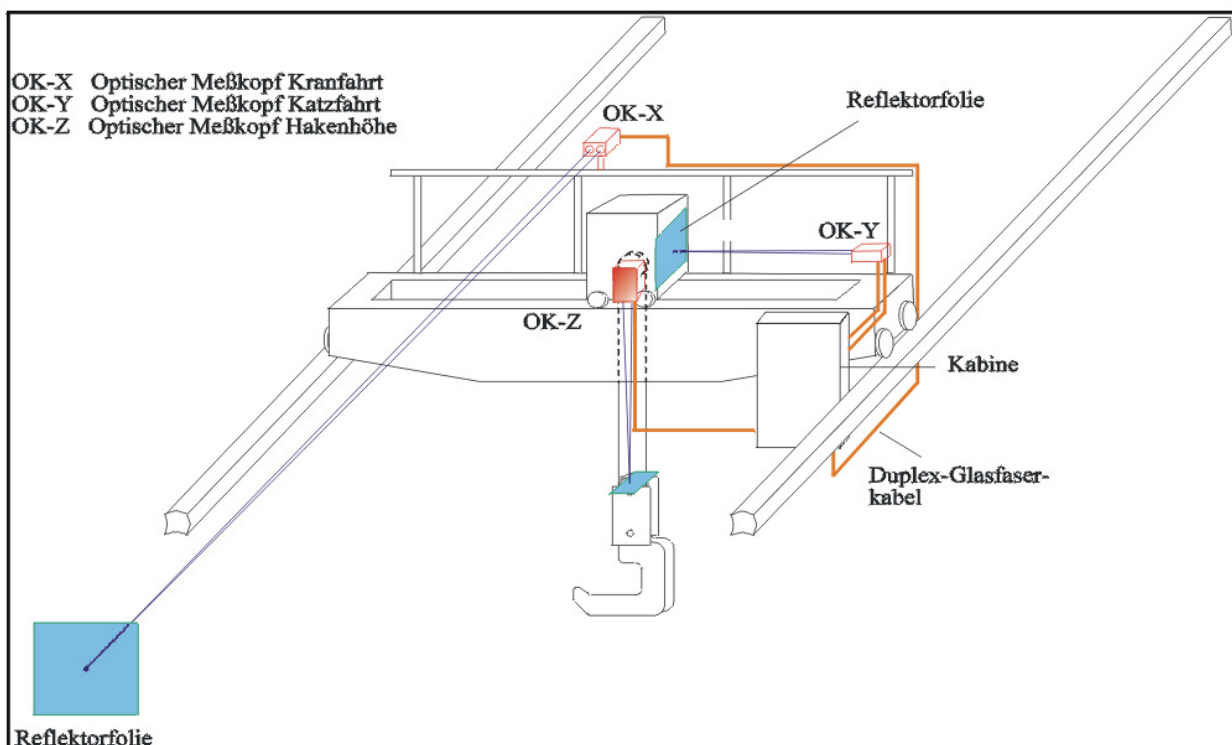 OK-X Optischer Meßkopf Kranfahrt
OK-Y Optischer Meßkopf Katzfahrt
OK-Z Optischer Meßkopf Hakenhöhe
Reflektorfolie
OK-X
OK-Y
OK-Z
Kabine
Duplex-Glasfaser-
kabel
Reflektorfolie